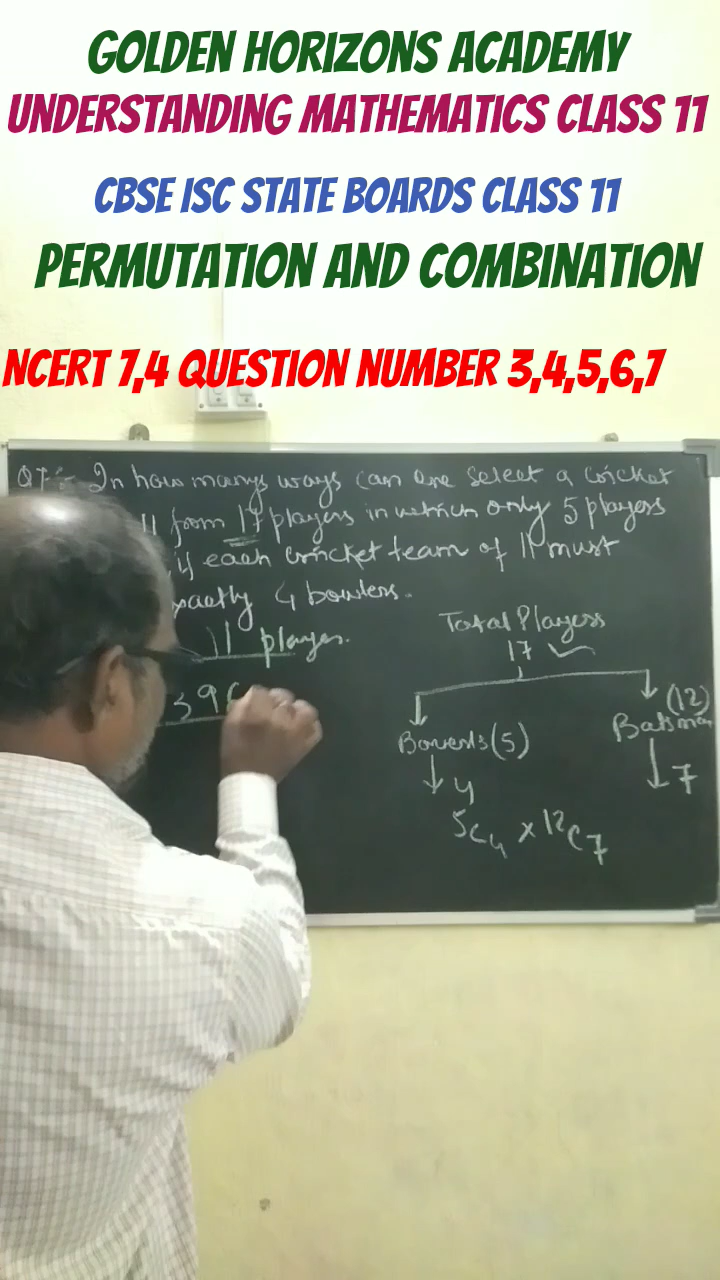 GOLDEN HORIZONS ACADEMY
UNDERSTANDING MATHEMATICS CLASS 11
CBSE ISC STATE BOARDS CLASS 11
PERMUTATION AND COMBINATION
NCERT 7,4 QUESTION NUMBER 3,4,5,6,7
Q7:- In how many ways can one select a cricket
11 from 17 players in which only 5 players
if each cricket team of 11 must
exactly 4 bowlers.
11 player.
Total Players
17
396
(12)
(5)
Batsman
4
7
5C4 x 12C7